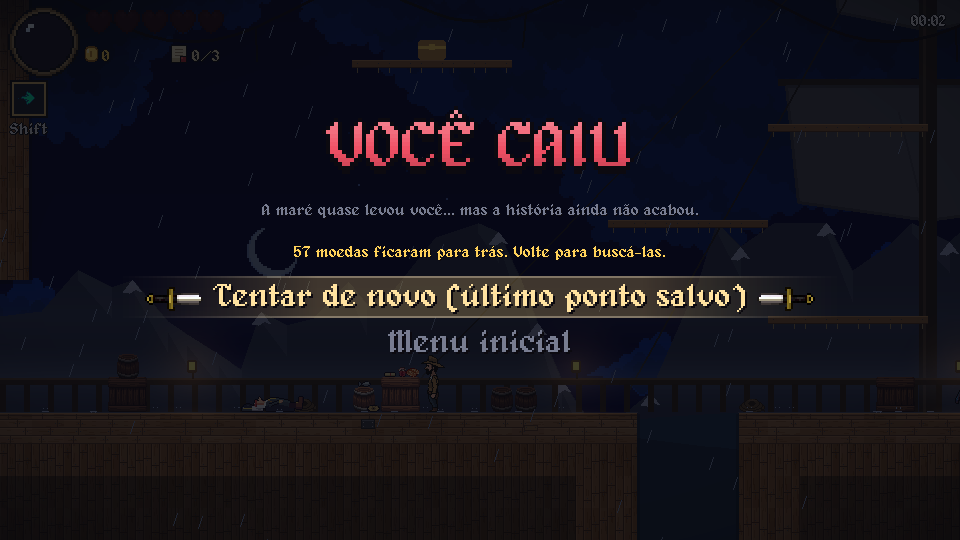 00:02
0
0/3
Shift
VOCÊ CAIU
A maré quase levou você... mas a história ainda não acabou.
57 moedas ficaram para trás. Volte para buscá-las.
Tentar de novo (último ponto salvo)
Menu inicial